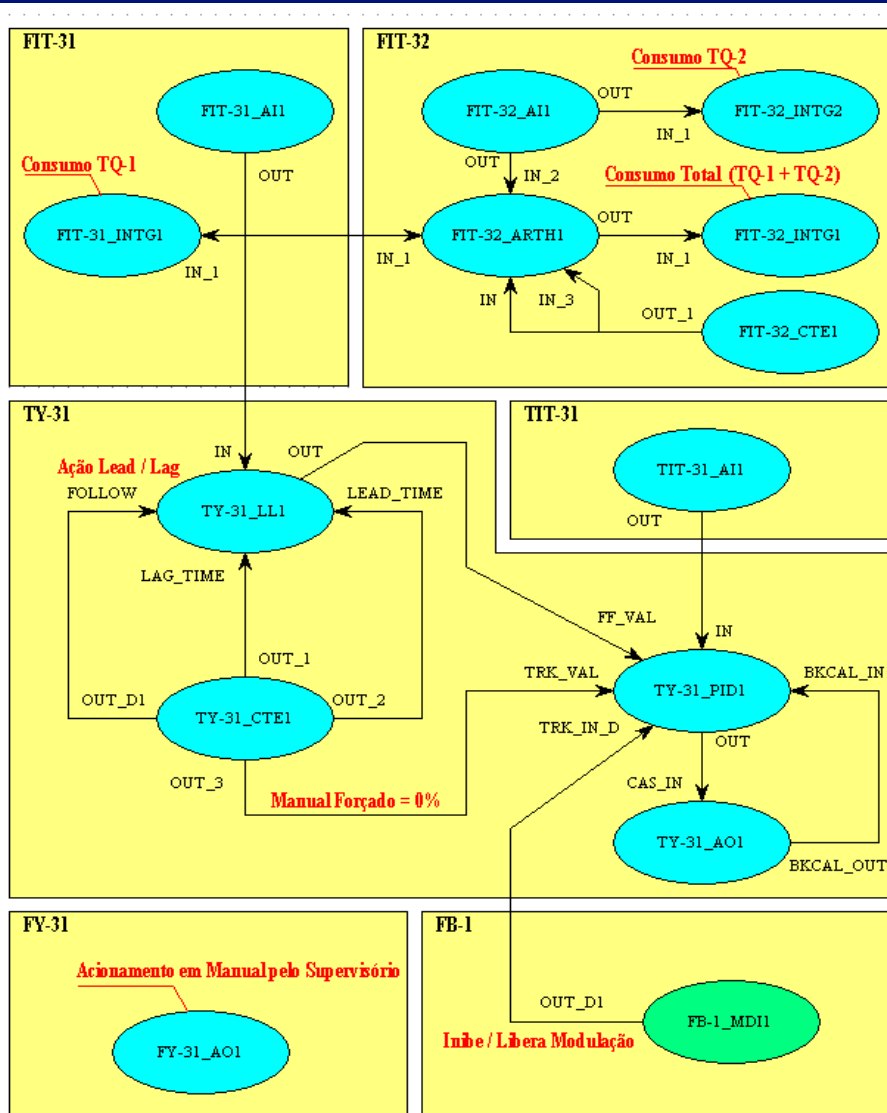 FIT-31
FIT-31_AI1
OUT
Consumo TQ-1
FIT-31_INTG1
IN_1
FIT-32
Consumo TQ-2
FIT-32_AI1
OUT
IN_1
FIT-32_INTG2
OUT
IN_2
Consumo Total (TQ-1 + TQ-2)
IN_1
FIT-32_ARTH1
OUT
IN_1
FIT-32_INTG1
IN
IN_3
OUT_1
FIT-32_CTE1
TY-31
IN
OUT
Ação Lead / Lag
FOLLOW
LEAD_TIME
TY-31_LL1
LAG_TIME
OUT_1
OUT_D1
OUT_2
TY-31_CTE1
OUT_3
Manual Forçado = 0%
TIT-31
TIT-31_AI1
OUT
FF_VAL
IN
TRK_VAL
BKCAL_IN
TY-31_PID1
TRK_IN_D
OUT
CAS_IN
TY-31_AO1
BKCAL_OUT
FY-31
Acionamento em Manual pelo Supervisório
FY-31_AO1
FB-1
OUT_D1
FB-1_MDI1
Inibe / Libera Modulação